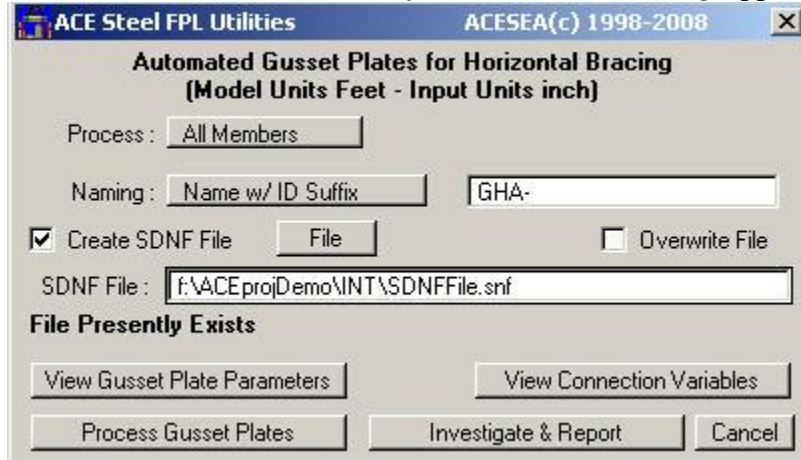 ACE Steel FPL Utilities ACESEA(c) 1998-2008
Automated Gusset Plates for Horizontal Bracing
(Model Units Feet - Input Units inch)
Process : All Members
Naming : Name w/ ID Suffix GHA-
Create SDNF File File Overwrite File
SDNF File : f:\ACEprojDemo\INT\SDNFFile.snf
File Presently Exists
View Gusset Plate Parameters View Connection Variables
Process Gusset Plates Investigate & Report Cancel